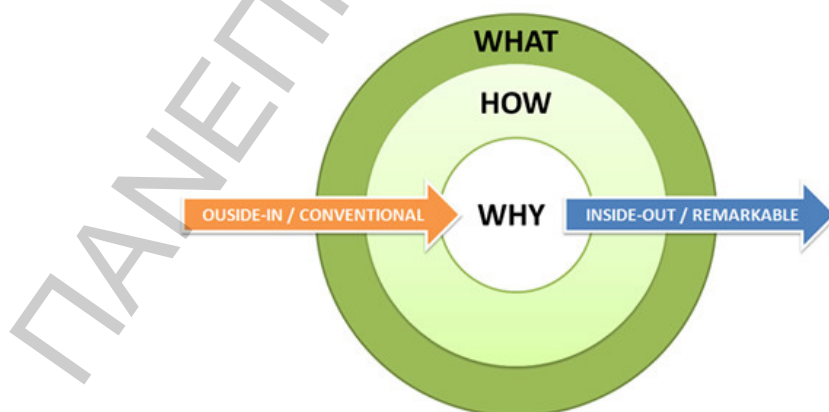 WHAT
HOW
OUSIDE-IN / CONVENTIONAL
WHY
INSIDE-OUT / REMARKABLE